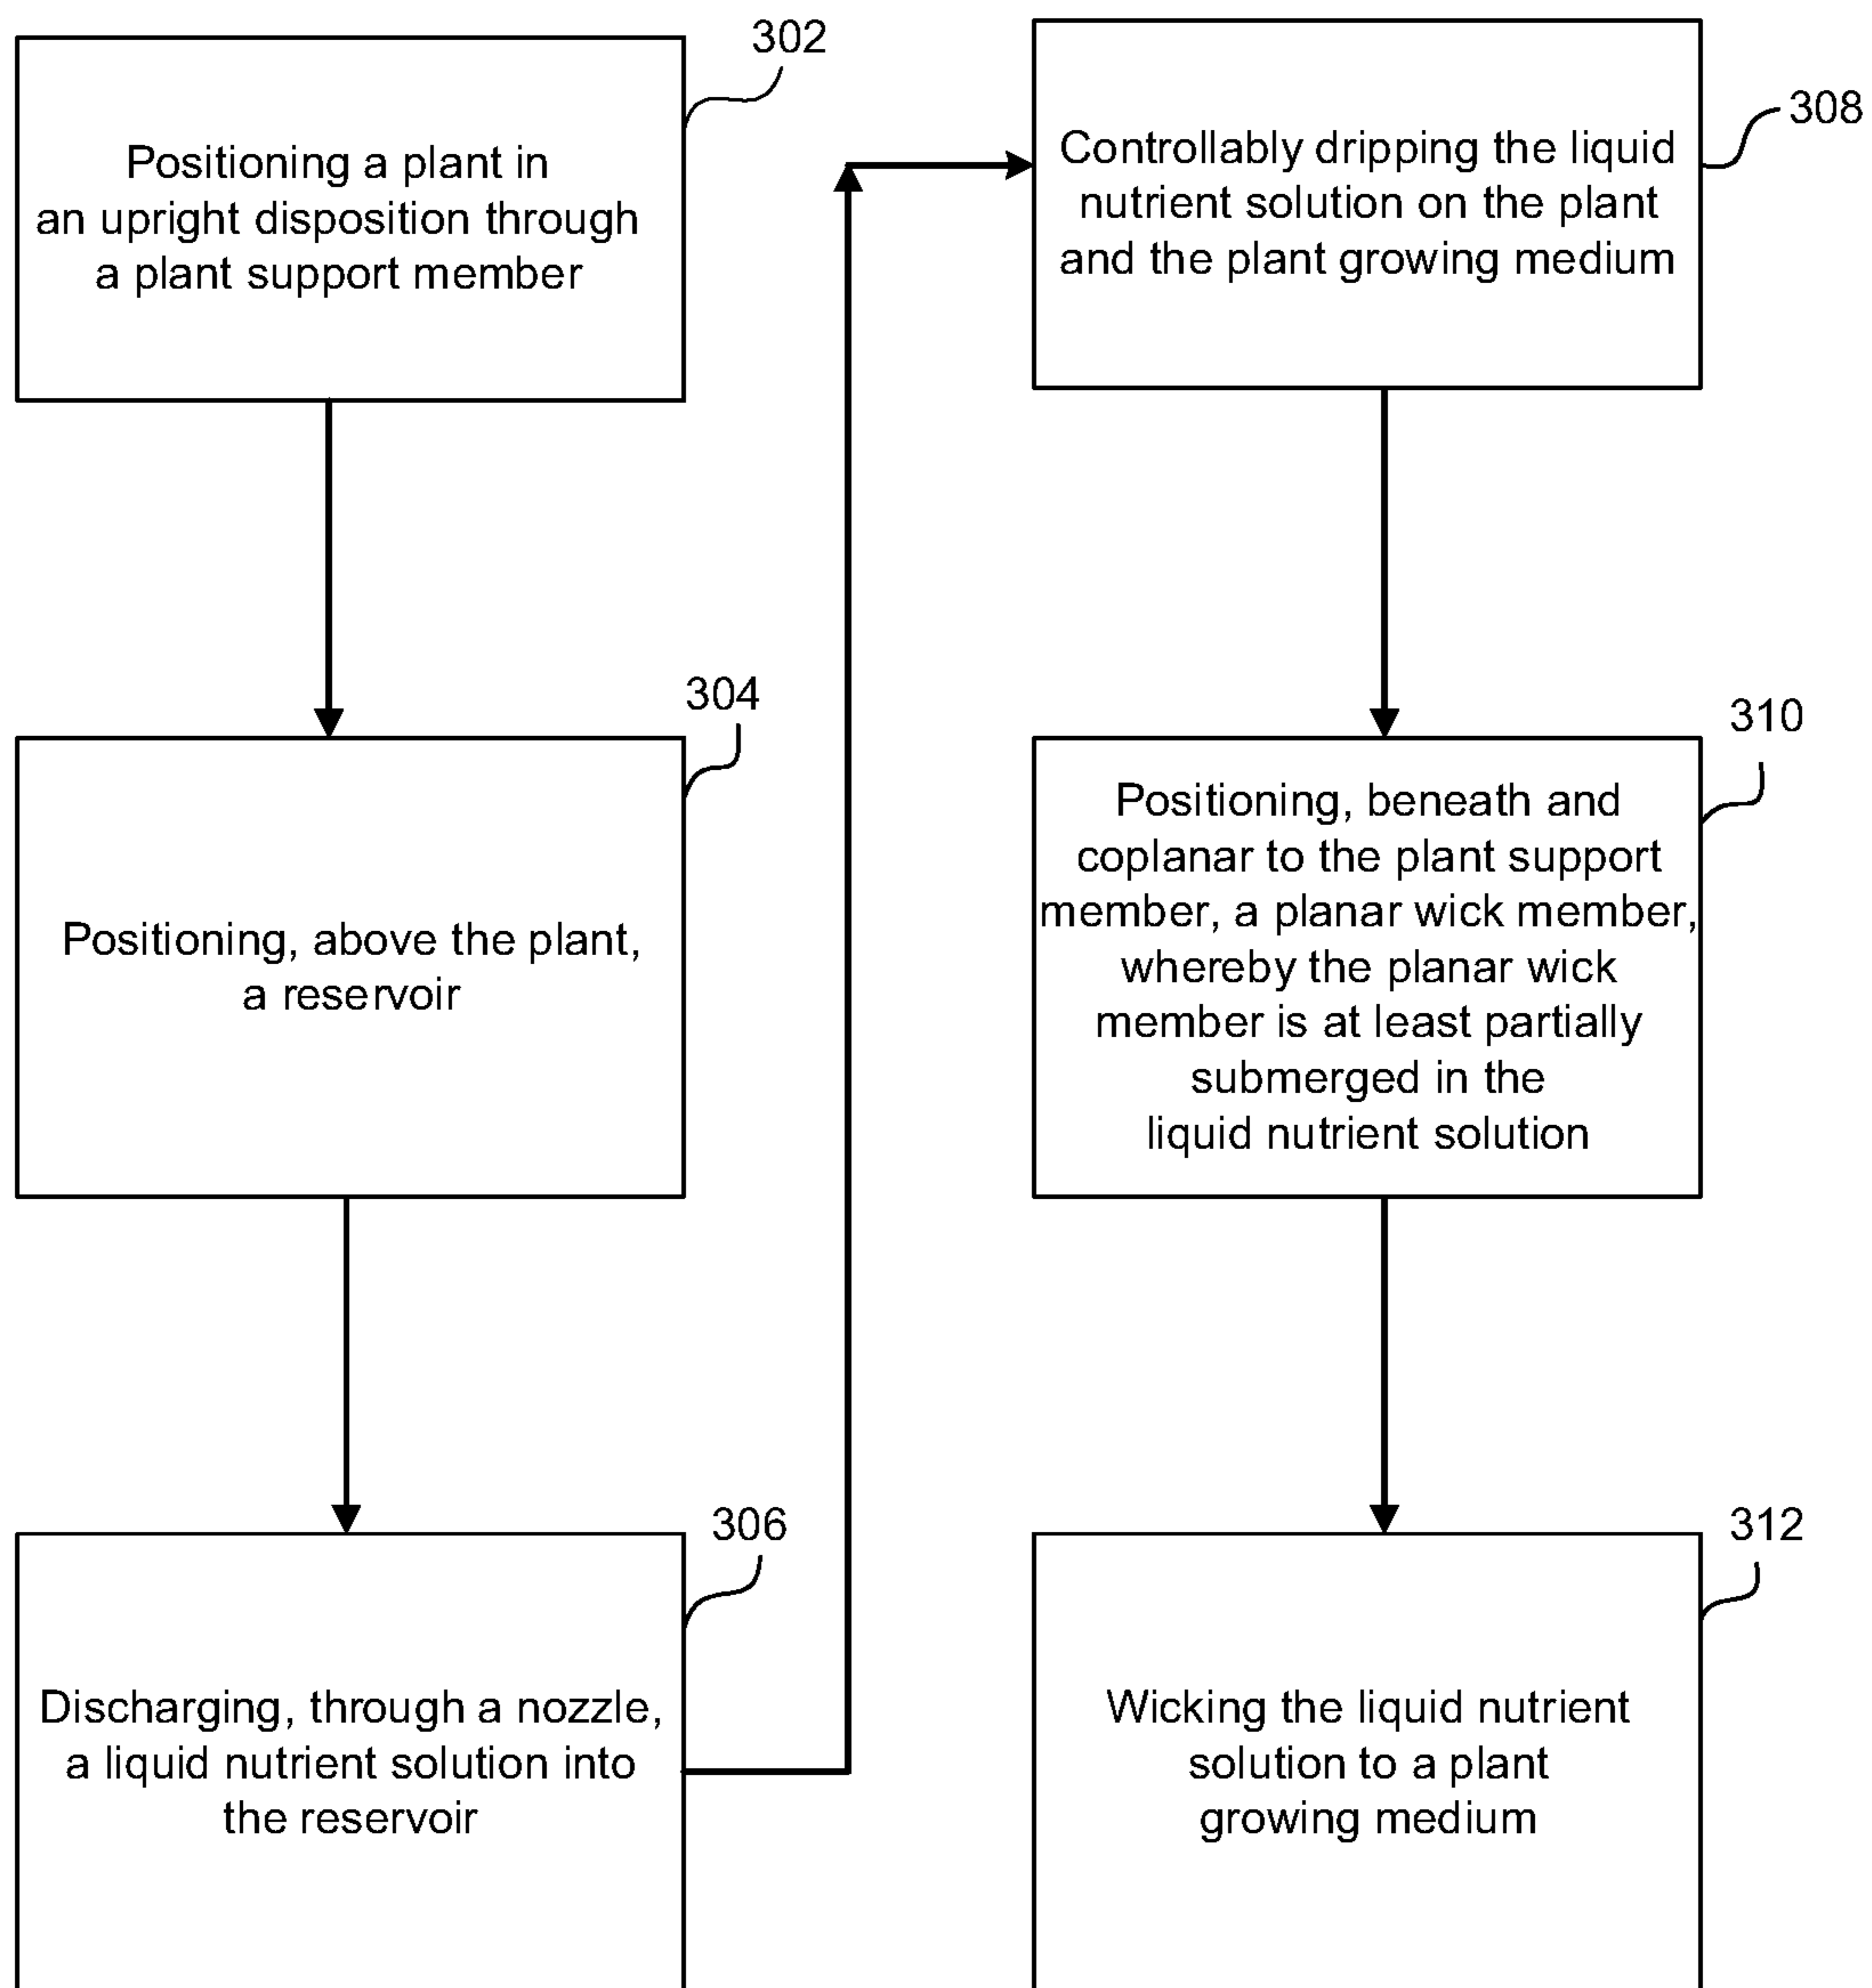 302
Positioning a plant in
an upright disposition through
a plant support member
304
Positioning, above the plant,
a reservoir
306
Discharging, through a nozzle,
a liquid nutrient solution into
the reservoir
308
Controllably dripping the liquid
nutrient solution on the plant
and the plant growing medium
310
Positioning, beneath and
coplanar to the plant support
member, a planar wick member,
whereby the planar wick
member is at least partially
submerged in the
liquid nutrient solution
312
Wicking the liquid nutrient
solution to a plant
growing medium